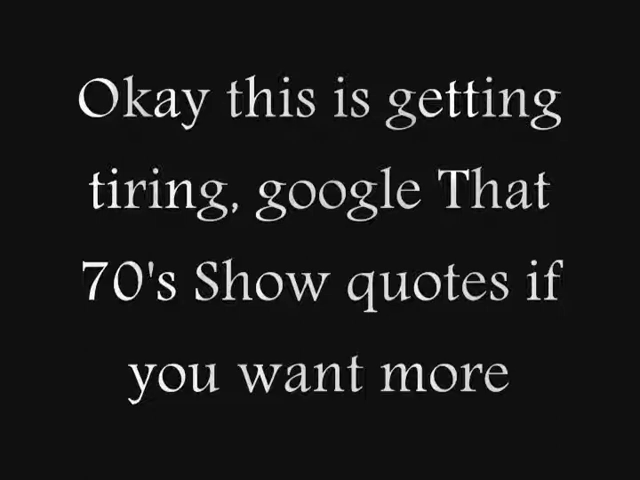 Okay this is getting
tiring, google That
70's Show quotes if
you want more